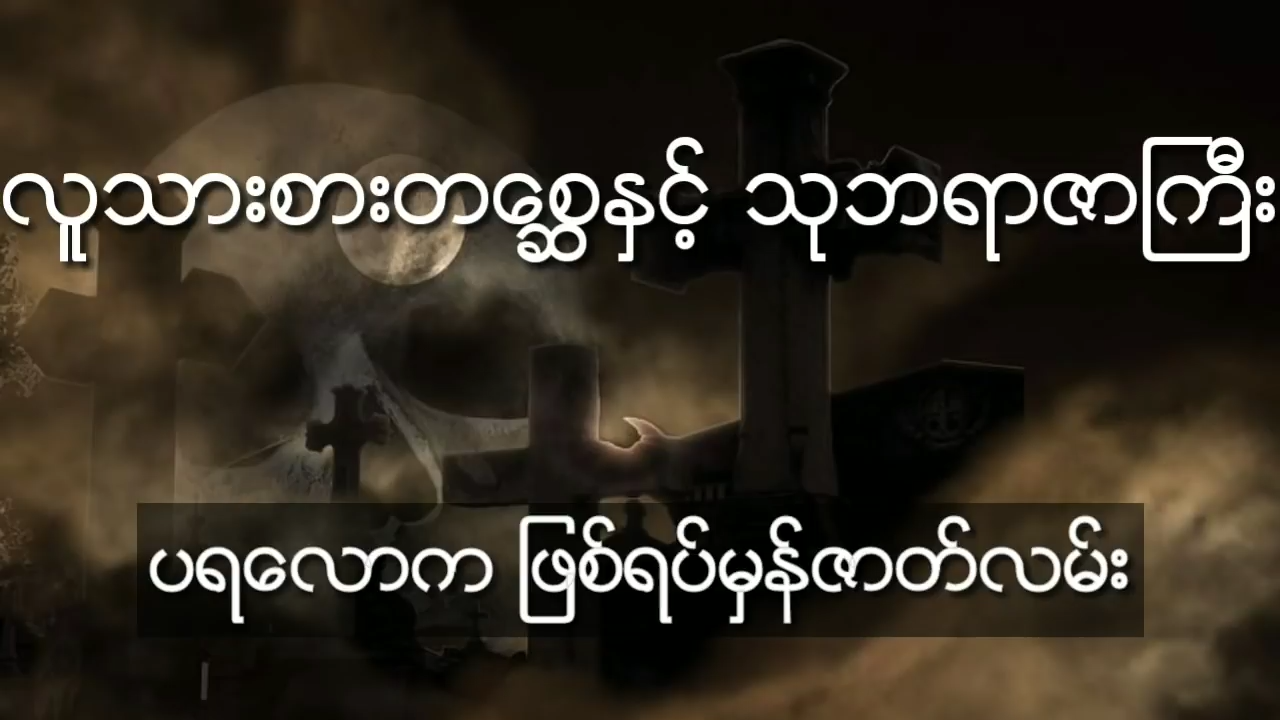 လူသားစားတစ္ဆေနှင့် သုဘရာဇာကြီး
ပရလောက ဖြစ်ရပ်မှန်ဇာတ်လမ်း